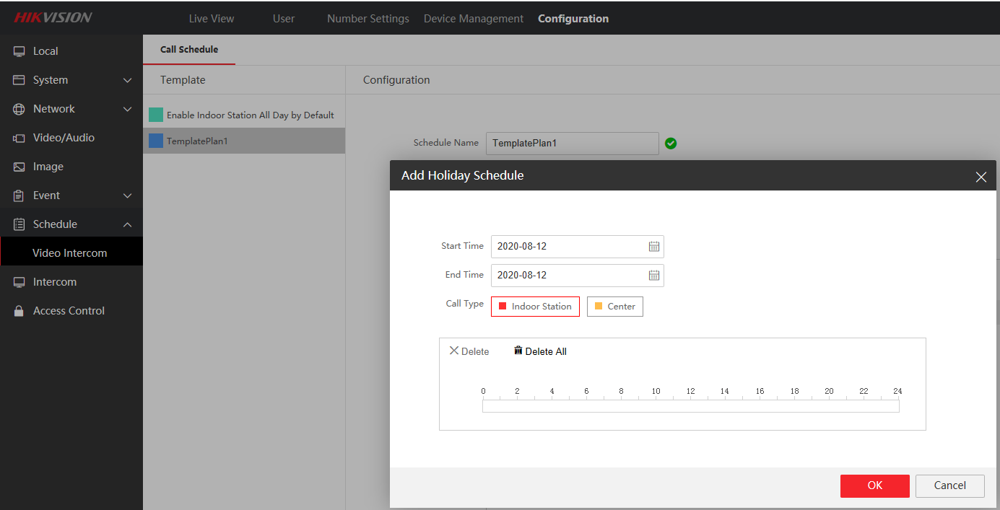 HIKVISION
Live View
User
Number Settings
Device Management
Configuration
Local
System
Network
Video/Audio
Image
Event
Schedule
Video Intercom
Intercom
Access Control
Call Schedule
Template
Enable Indoor Station All Day by Default
TemplatePlan1
Configuration
Schedule Name TemplatePlan1
Add Holiday Schedule
Start Time 2020-08-12
End Time 2020-08-12
Call Type Indoor Station Center
Delete Delete All
0 2 4 6 8 10 12 14 16 18 20 22 24
OK Cancel